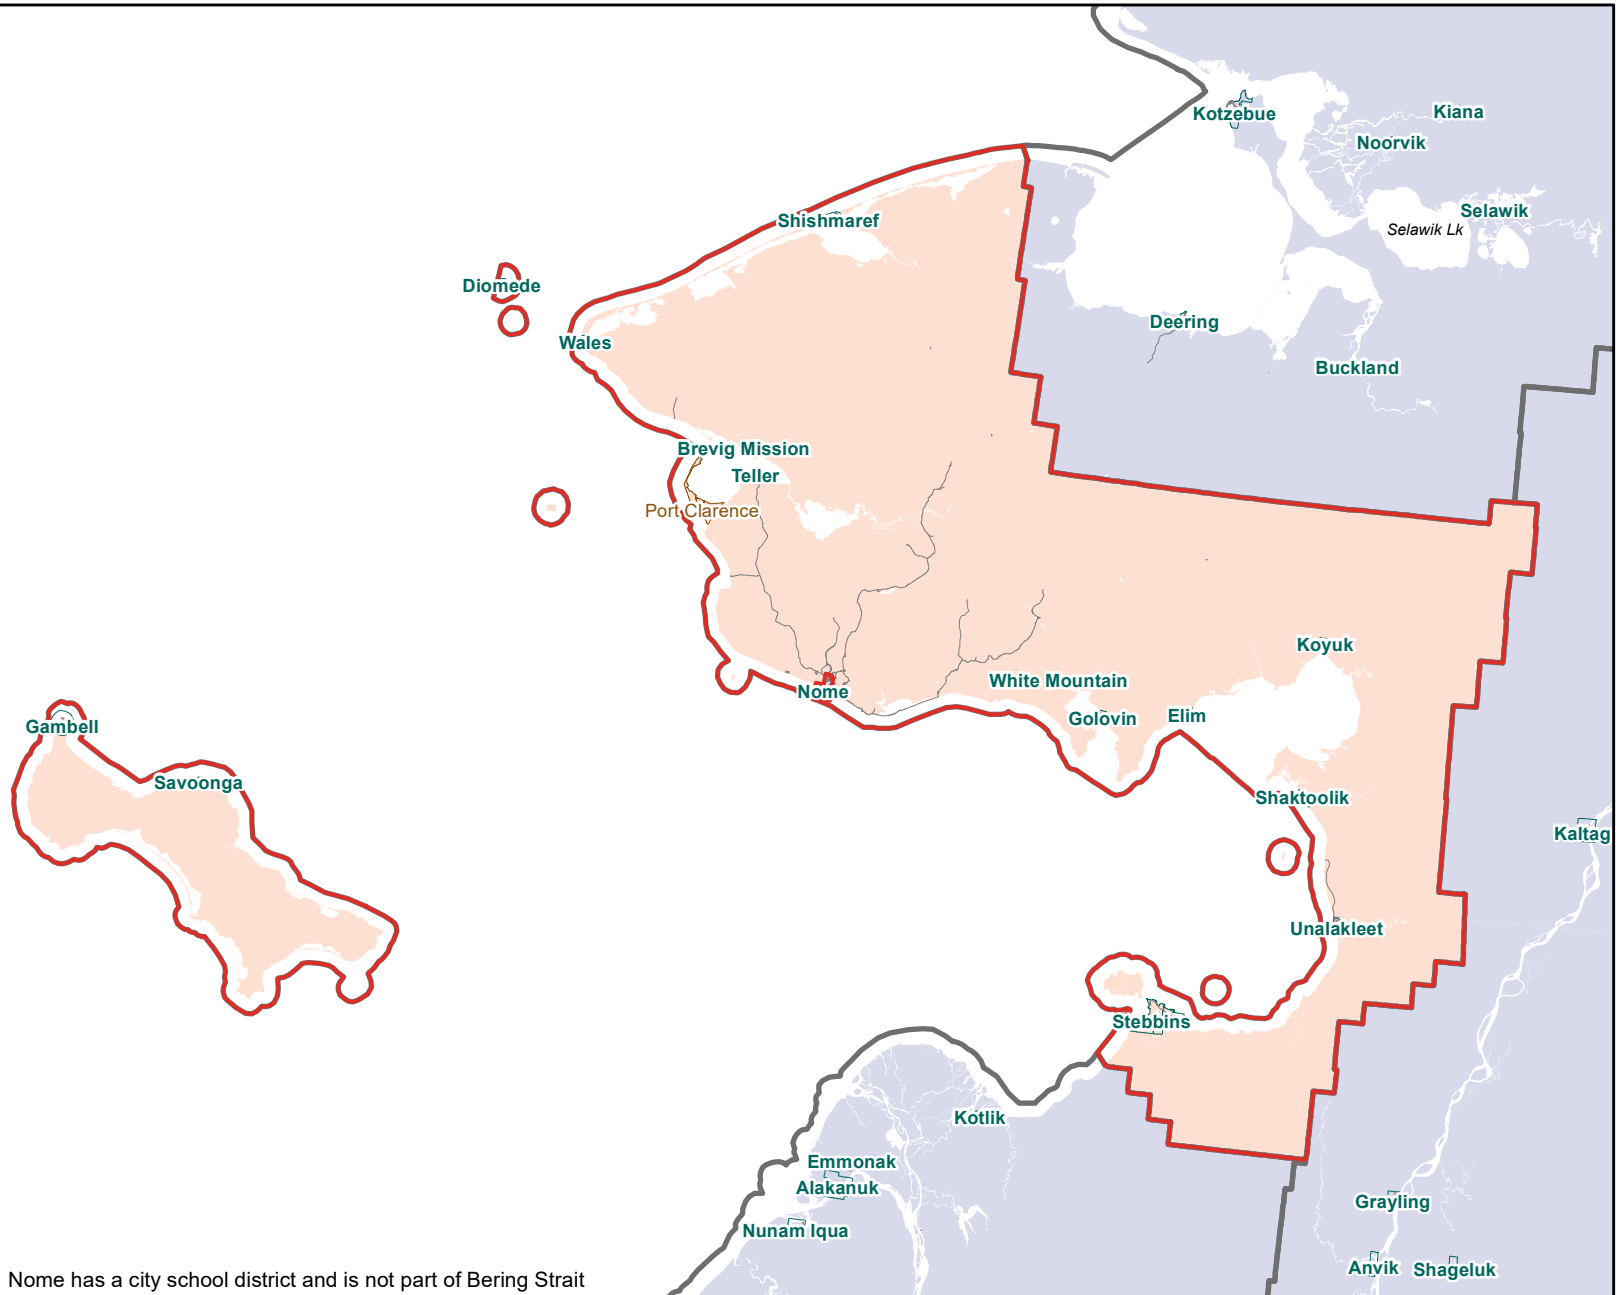 Kotzebue
Kiana
Noorvik
Selawik
Selawik Lk
Shishmaref
Diomede
Wales
Deering
Buckland
Brevig Mission
Teller
Port Clarence
Koyuk
White Mountain
Nome
Golovin
Elim
Gambell
Savoonga
Shaktoolik
Kaltag
Unalakleet
Stebbins
Kotlik
Emmonak
Alakanuk
Nunam Iqua
Grayling
Anvik
Shageluk
Nome has a city school district and is not part of Bering Strait